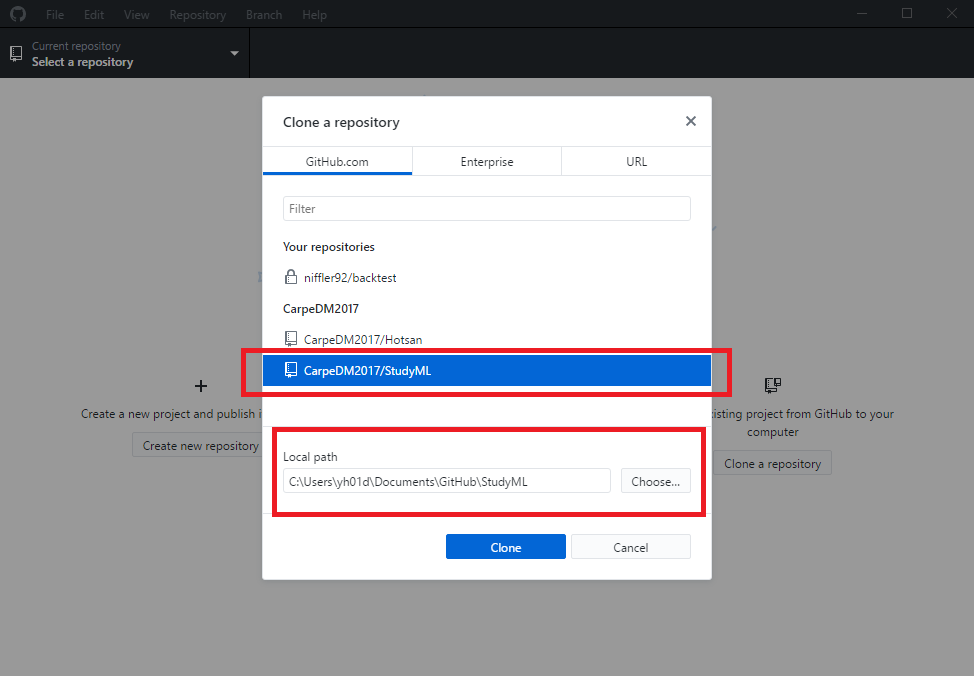 File Edit View Repository Branch Help
Current repository
Select a repository
Clone a repository
GitHub.com Enterprise URL
Filter
Your repositories
niffler92/backtest
CarpeDM2017
CarpeDM2017/Hotsan
CarpeDM2017/StudyML
Create a new project and publish i
Create new repository
Local path
C:\Users\yh01d\Documents\GitHub\StudyML
Choose...
Clone
Cancel
xisting project from GitHub to your
computer
Clone a repository